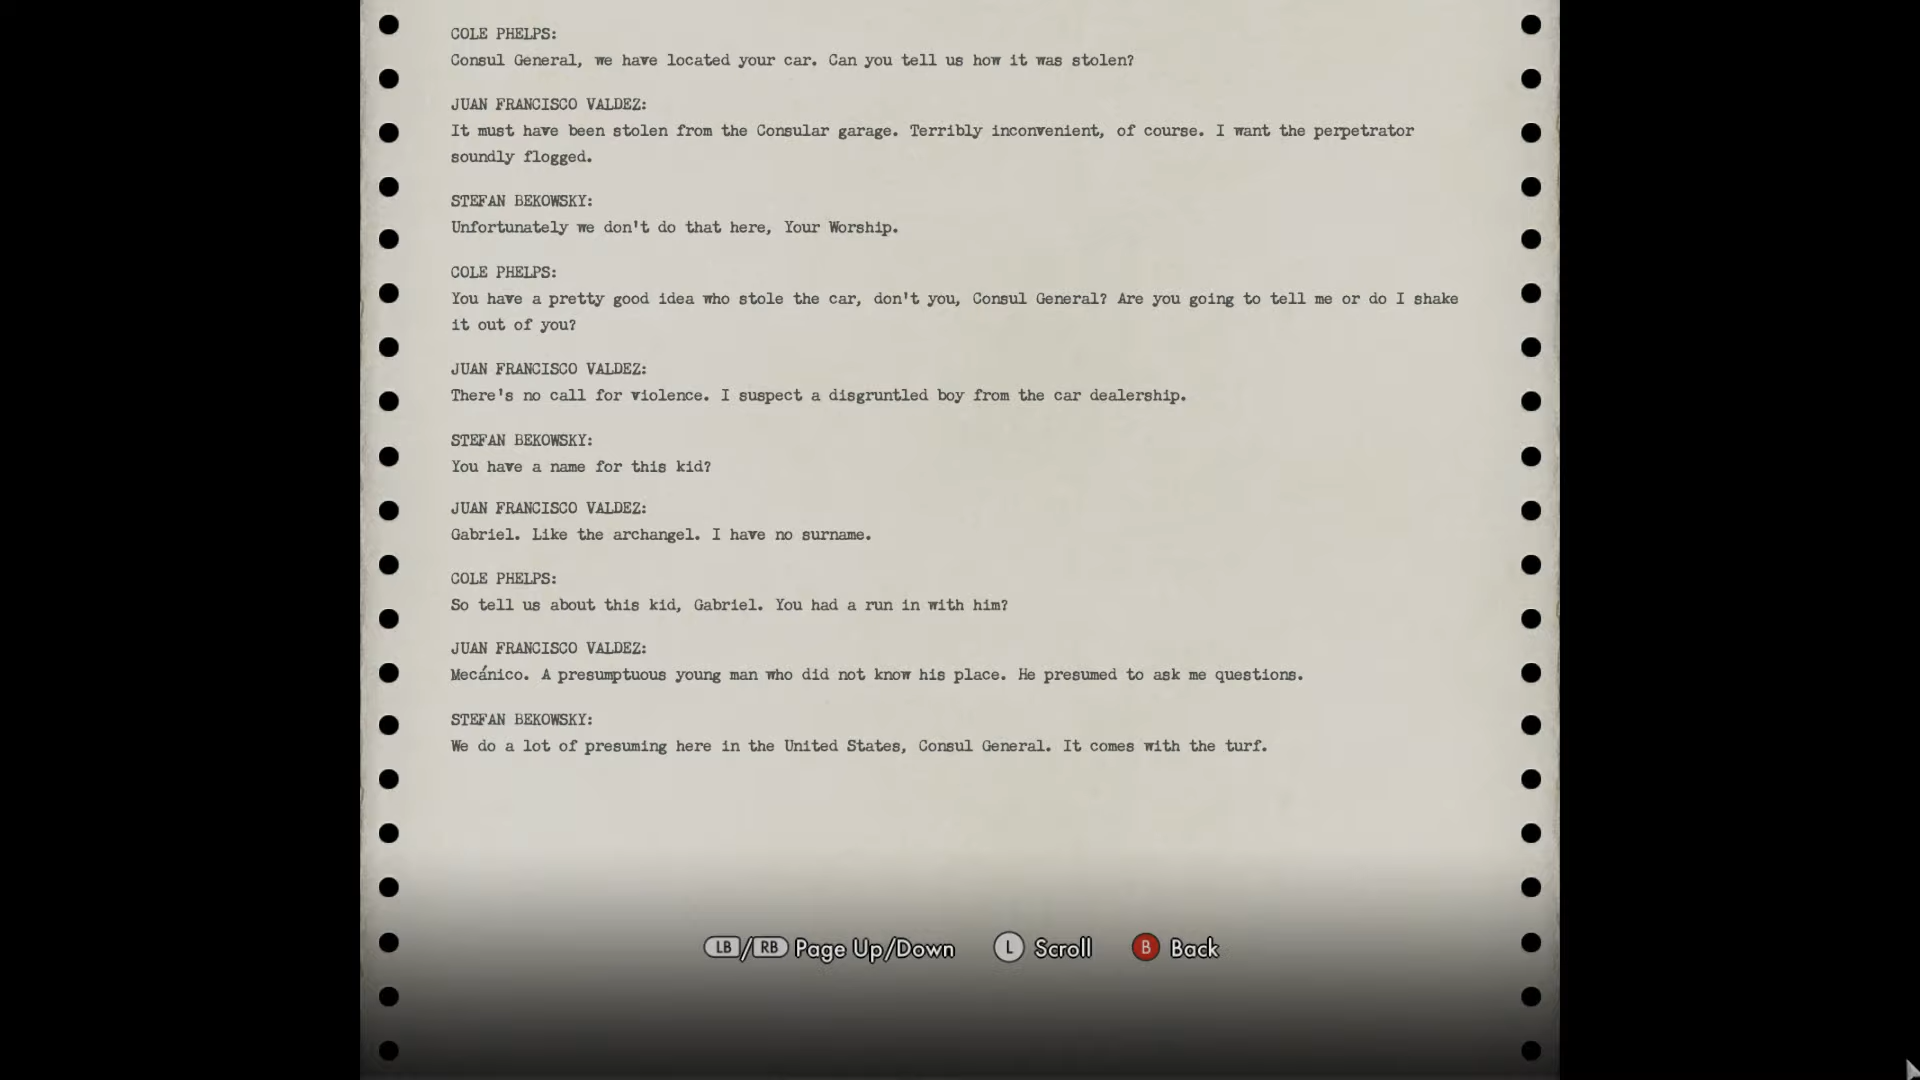 COLE PHELPS:
Consul General, we have located your car. Can you tell us how it was stolen?
JUAN FRANCISCO VALDEZ:
It must have been stolen from the Consular garage. Terribly inconvenient, of course. I want the perpetrator
soundly flogged.
STEFAN BEKOWSKY:
Unfortunately we don't do that here, Your Worship.
COLE PHELPS:
You have a pretty good idea who stole the car, don't you, Consul General? Are you going to tell me or do I shake
it out of you?
JUAN FRANCISCO VALDEZ:
There's no call for violence. I suspect a disgruntled boy from the car dealership.
STEFAN BEKOWSKY:
You have a name for this kid?
JUAN FRANCISCO VALDEZ:
Gabriel. Like the archangel. I have no surname.
COLE PHELPS:
So tell us about this kid, Gabriel. You had a run in with him?
JUAN FRANCISCO VALDEZ:
Mecánico. A presumptuous young man who did not know his place. He presumed to ask me questions.
STEFAN BEKOWSKY:
We do a lot of presuming here in the United States, Consul General. It comes with the turf.
LB/RB Page Up/Down L Scroll B Back